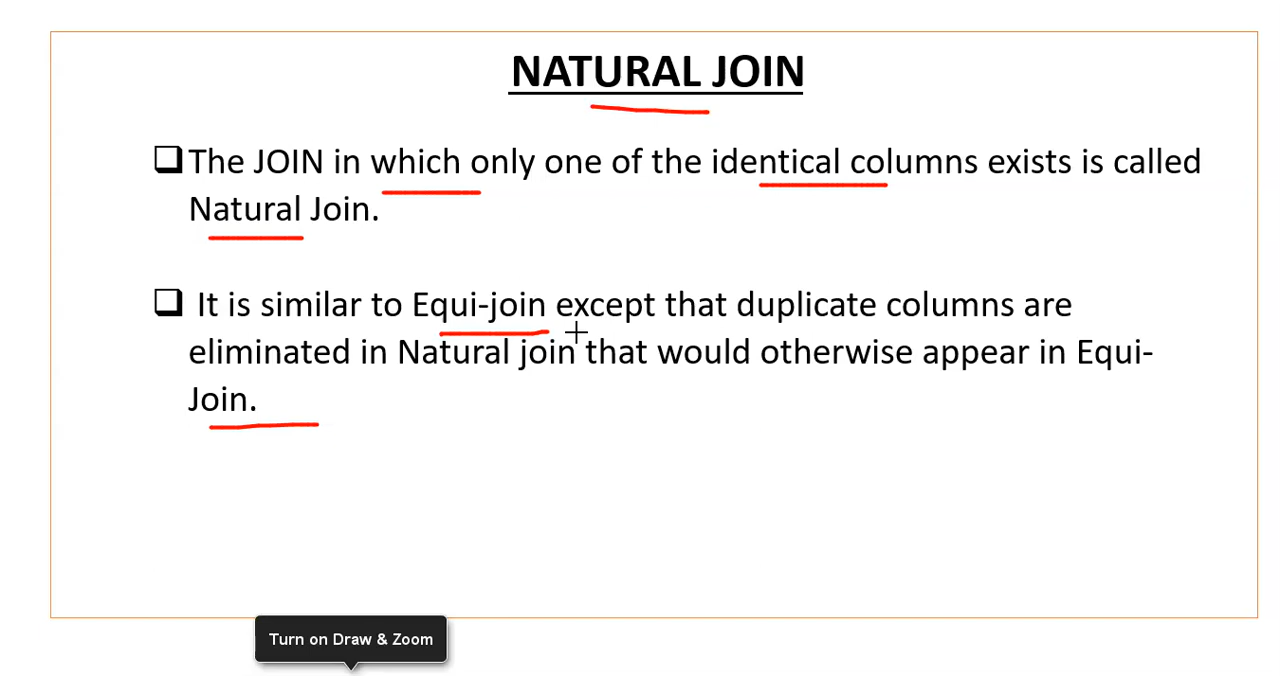 NATURAL JOIN
❑The JOIN in which only one of the identical columns exists is called
Natural Join.
❑ It is similar to Equi-join except that duplicate columns are
eliminated in Natural join that would otherwise appear in Equi-
Join.
Turn on Draw & Zoom